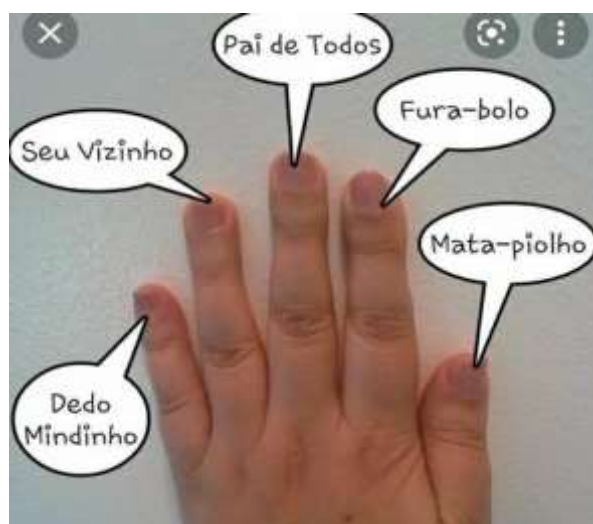 Pai de Todos
Fura-bolo
Seu Vizinho
Mata-piolho
Dedo
Mindinho